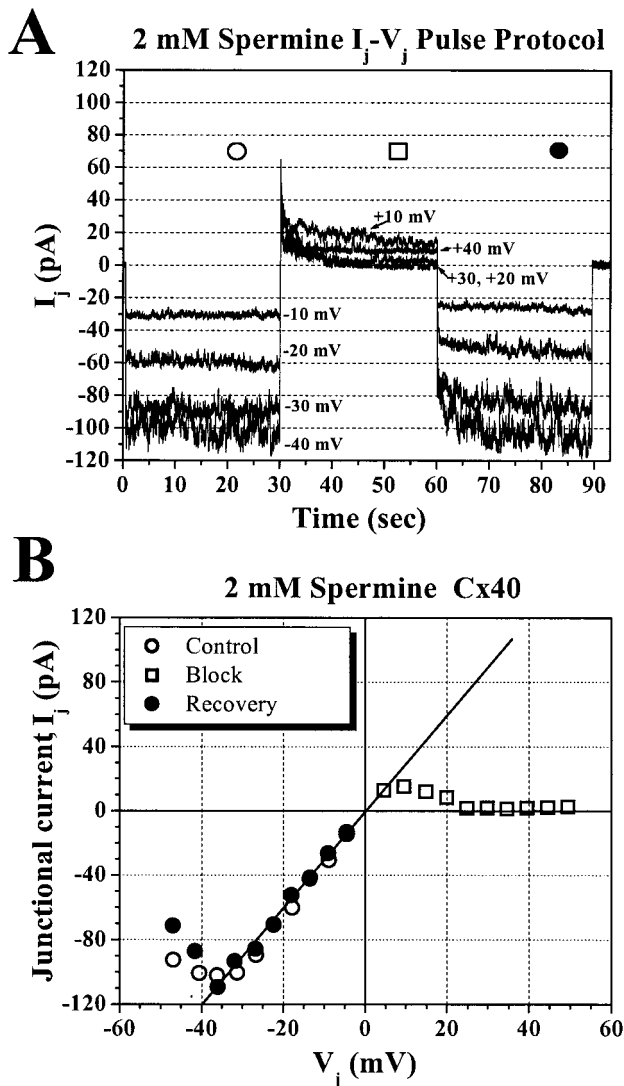 A
2 mM Spermine Ij-Vj Pulse Protocol
120
100
80
60
40
20
0
-20
-40
-60
-80
-100
-120
Ij (pA)
+10 mV
+40 mV
+30, +20 mV
-10 mV
-20 mV
-30 mV
-40 mV
0 10 20 30 40 50 60 70 80 90
Time (sec)
B
2 mM Spermine Cx40
120
80
40
0
-40
-80
-120
Junctional current, Ij (pA)
Control
Block
Recovery
-60 -40 -20 0 20 40 60
Vj (mV)